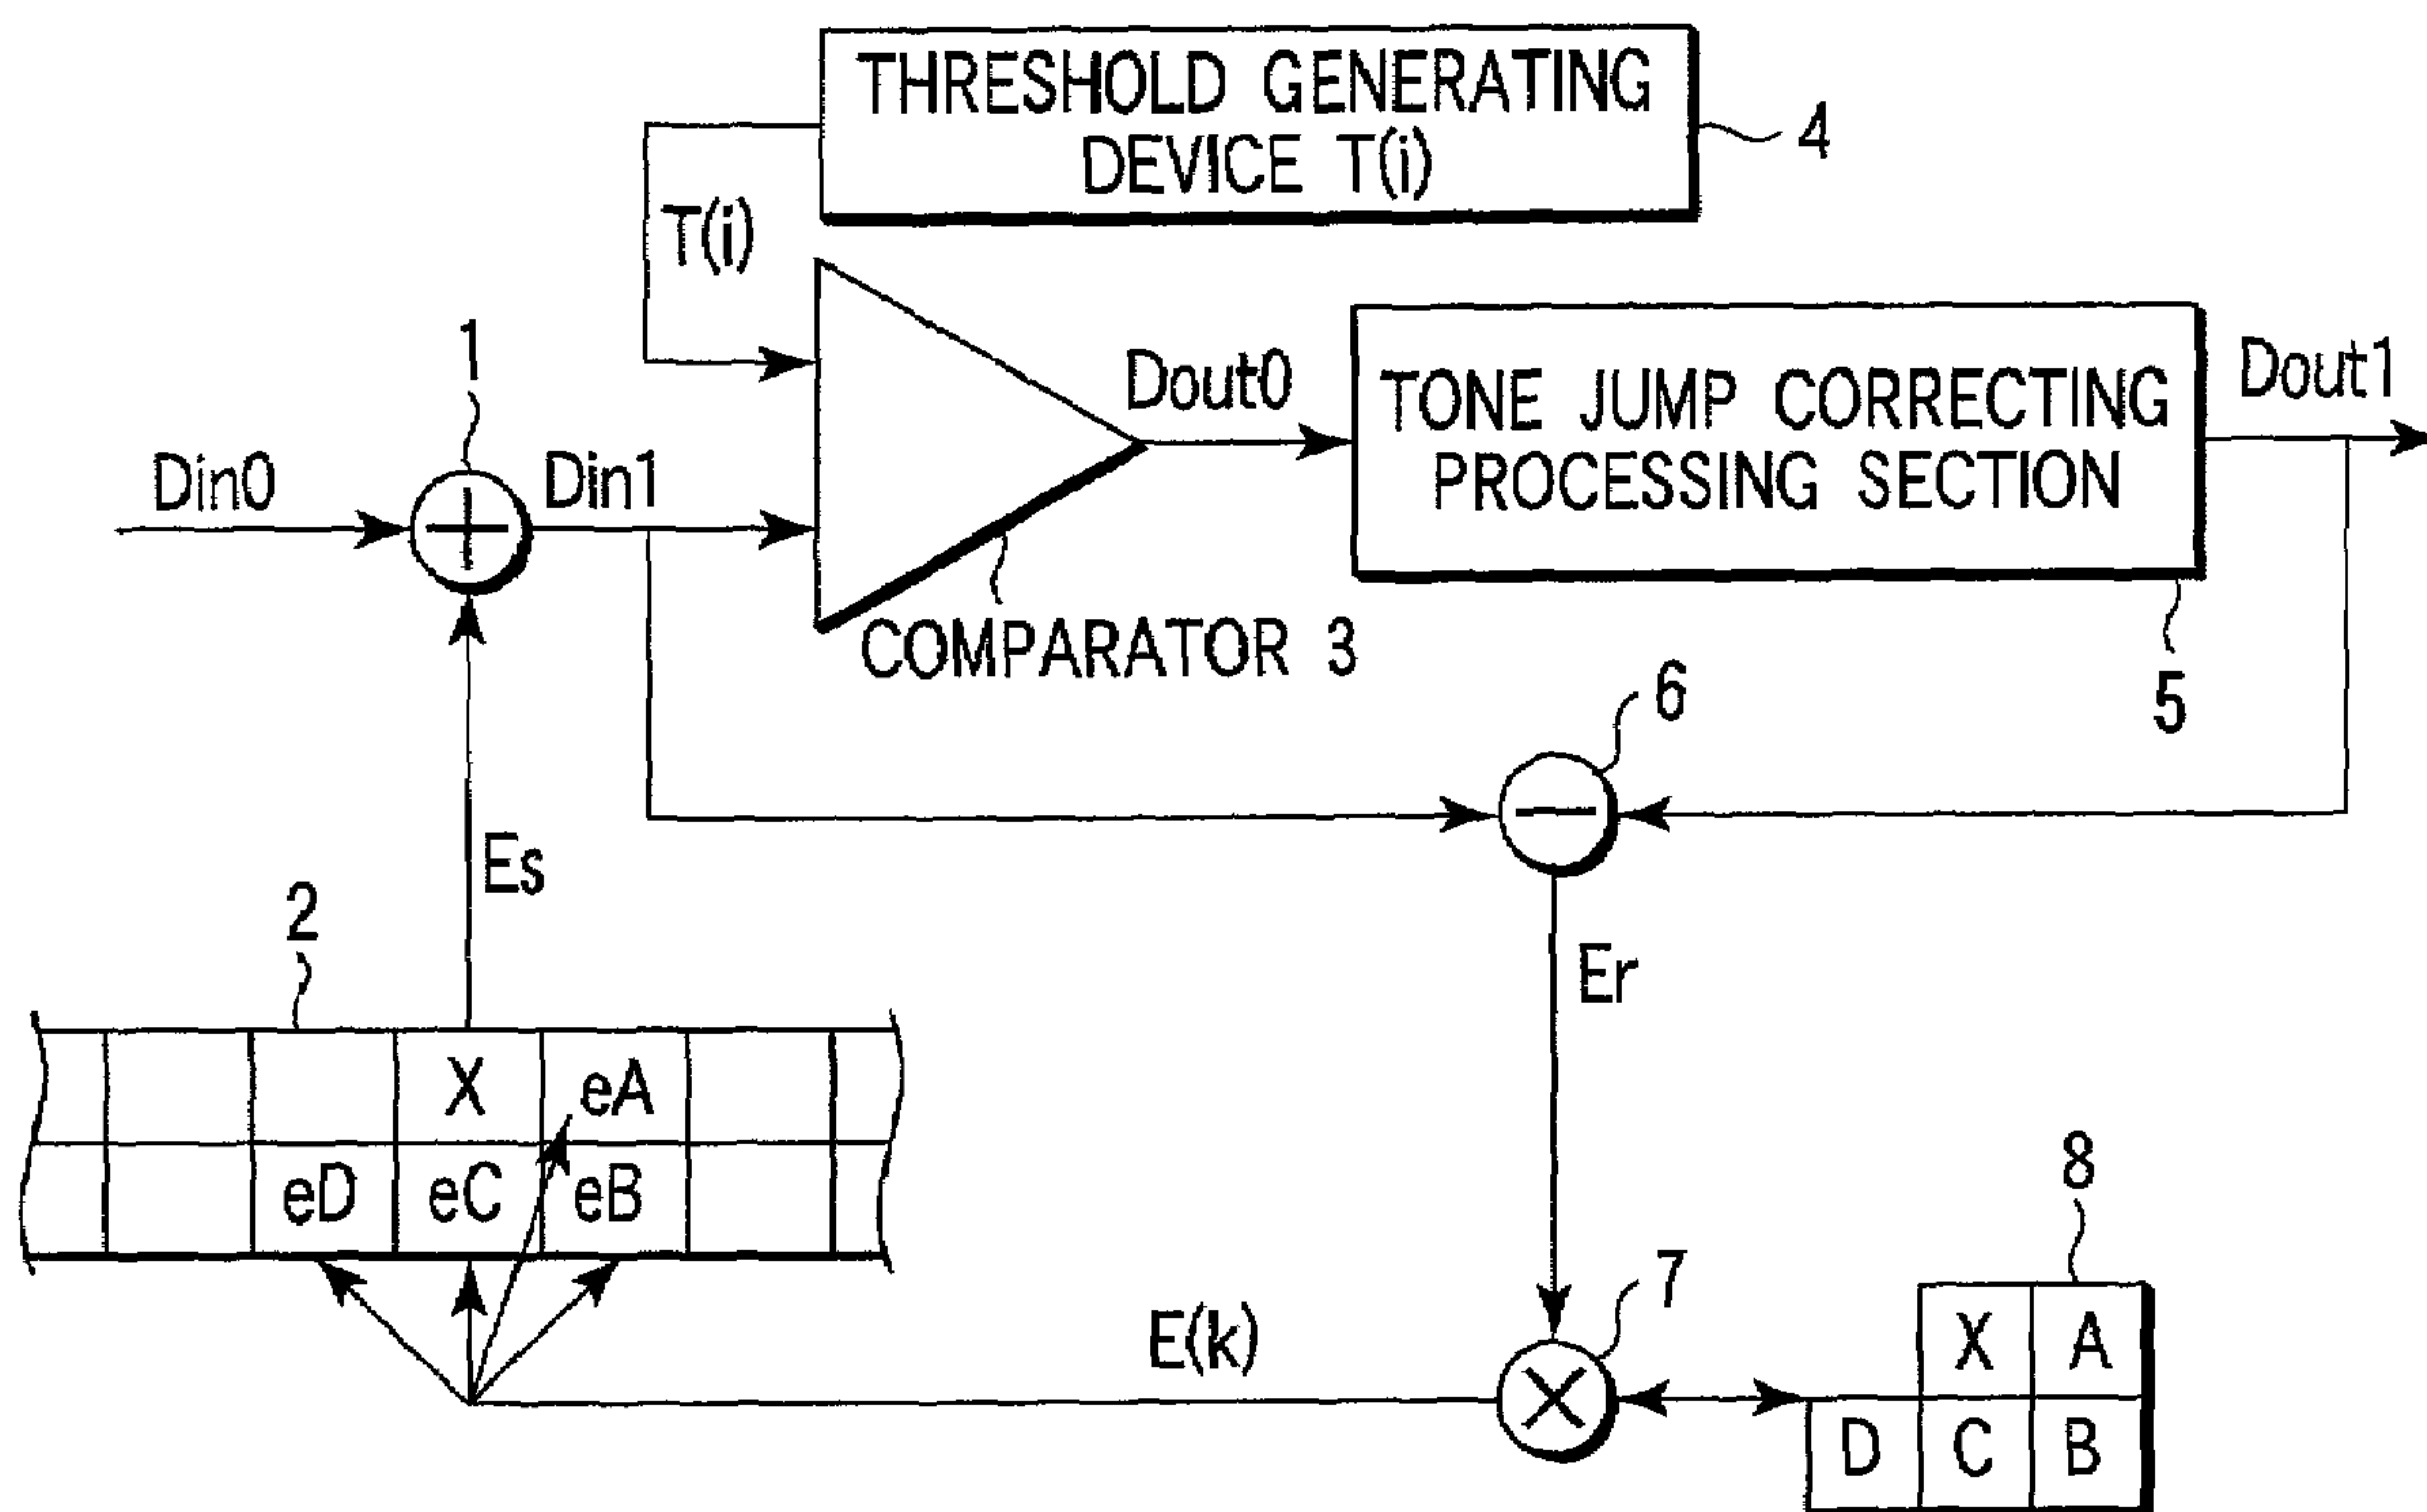 THRESHOLD GENERATING
DEVICE T(i)
4
T(i)
1
Din0
Din1
Dout0
TONE JUMP CORRECTING
PROCESSING SECTION
Dout1
COMPARATOR 3
5
6
Es
Er
2
X eA
eD eC eB
E(k)
7
8
X A
D C B